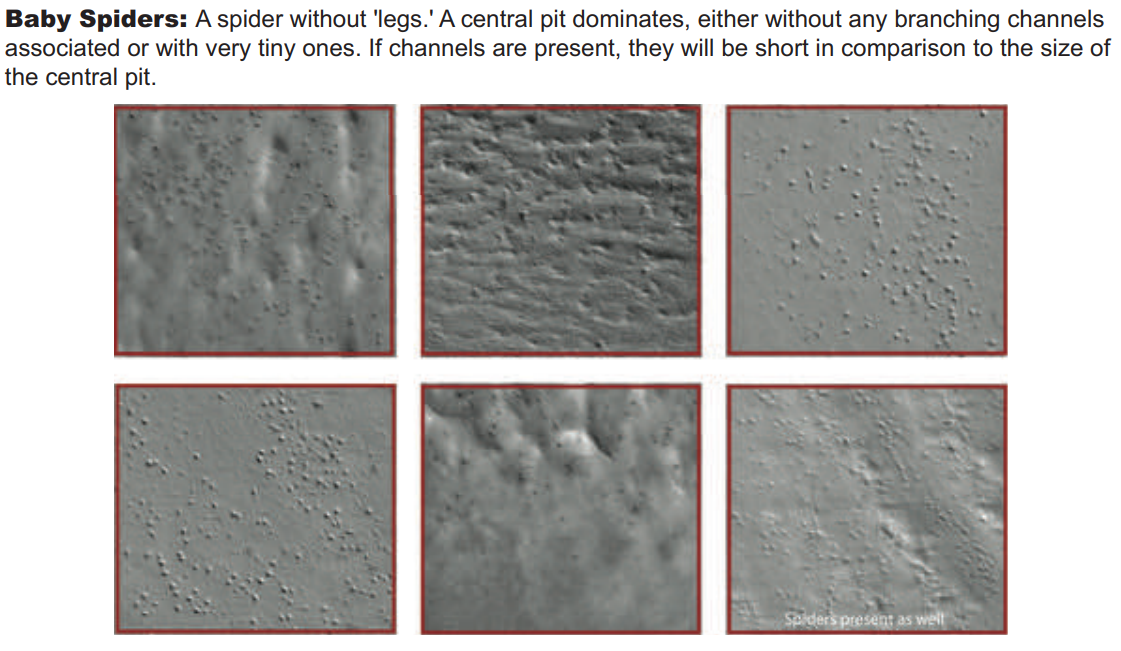 Baby Spiders: A spider without 'legs.' A central pit dominates, either without any branching channels
associated or with very tiny ones. If channels are present, they will be short in comparison to the size of
the central pit.
Spiders present as well